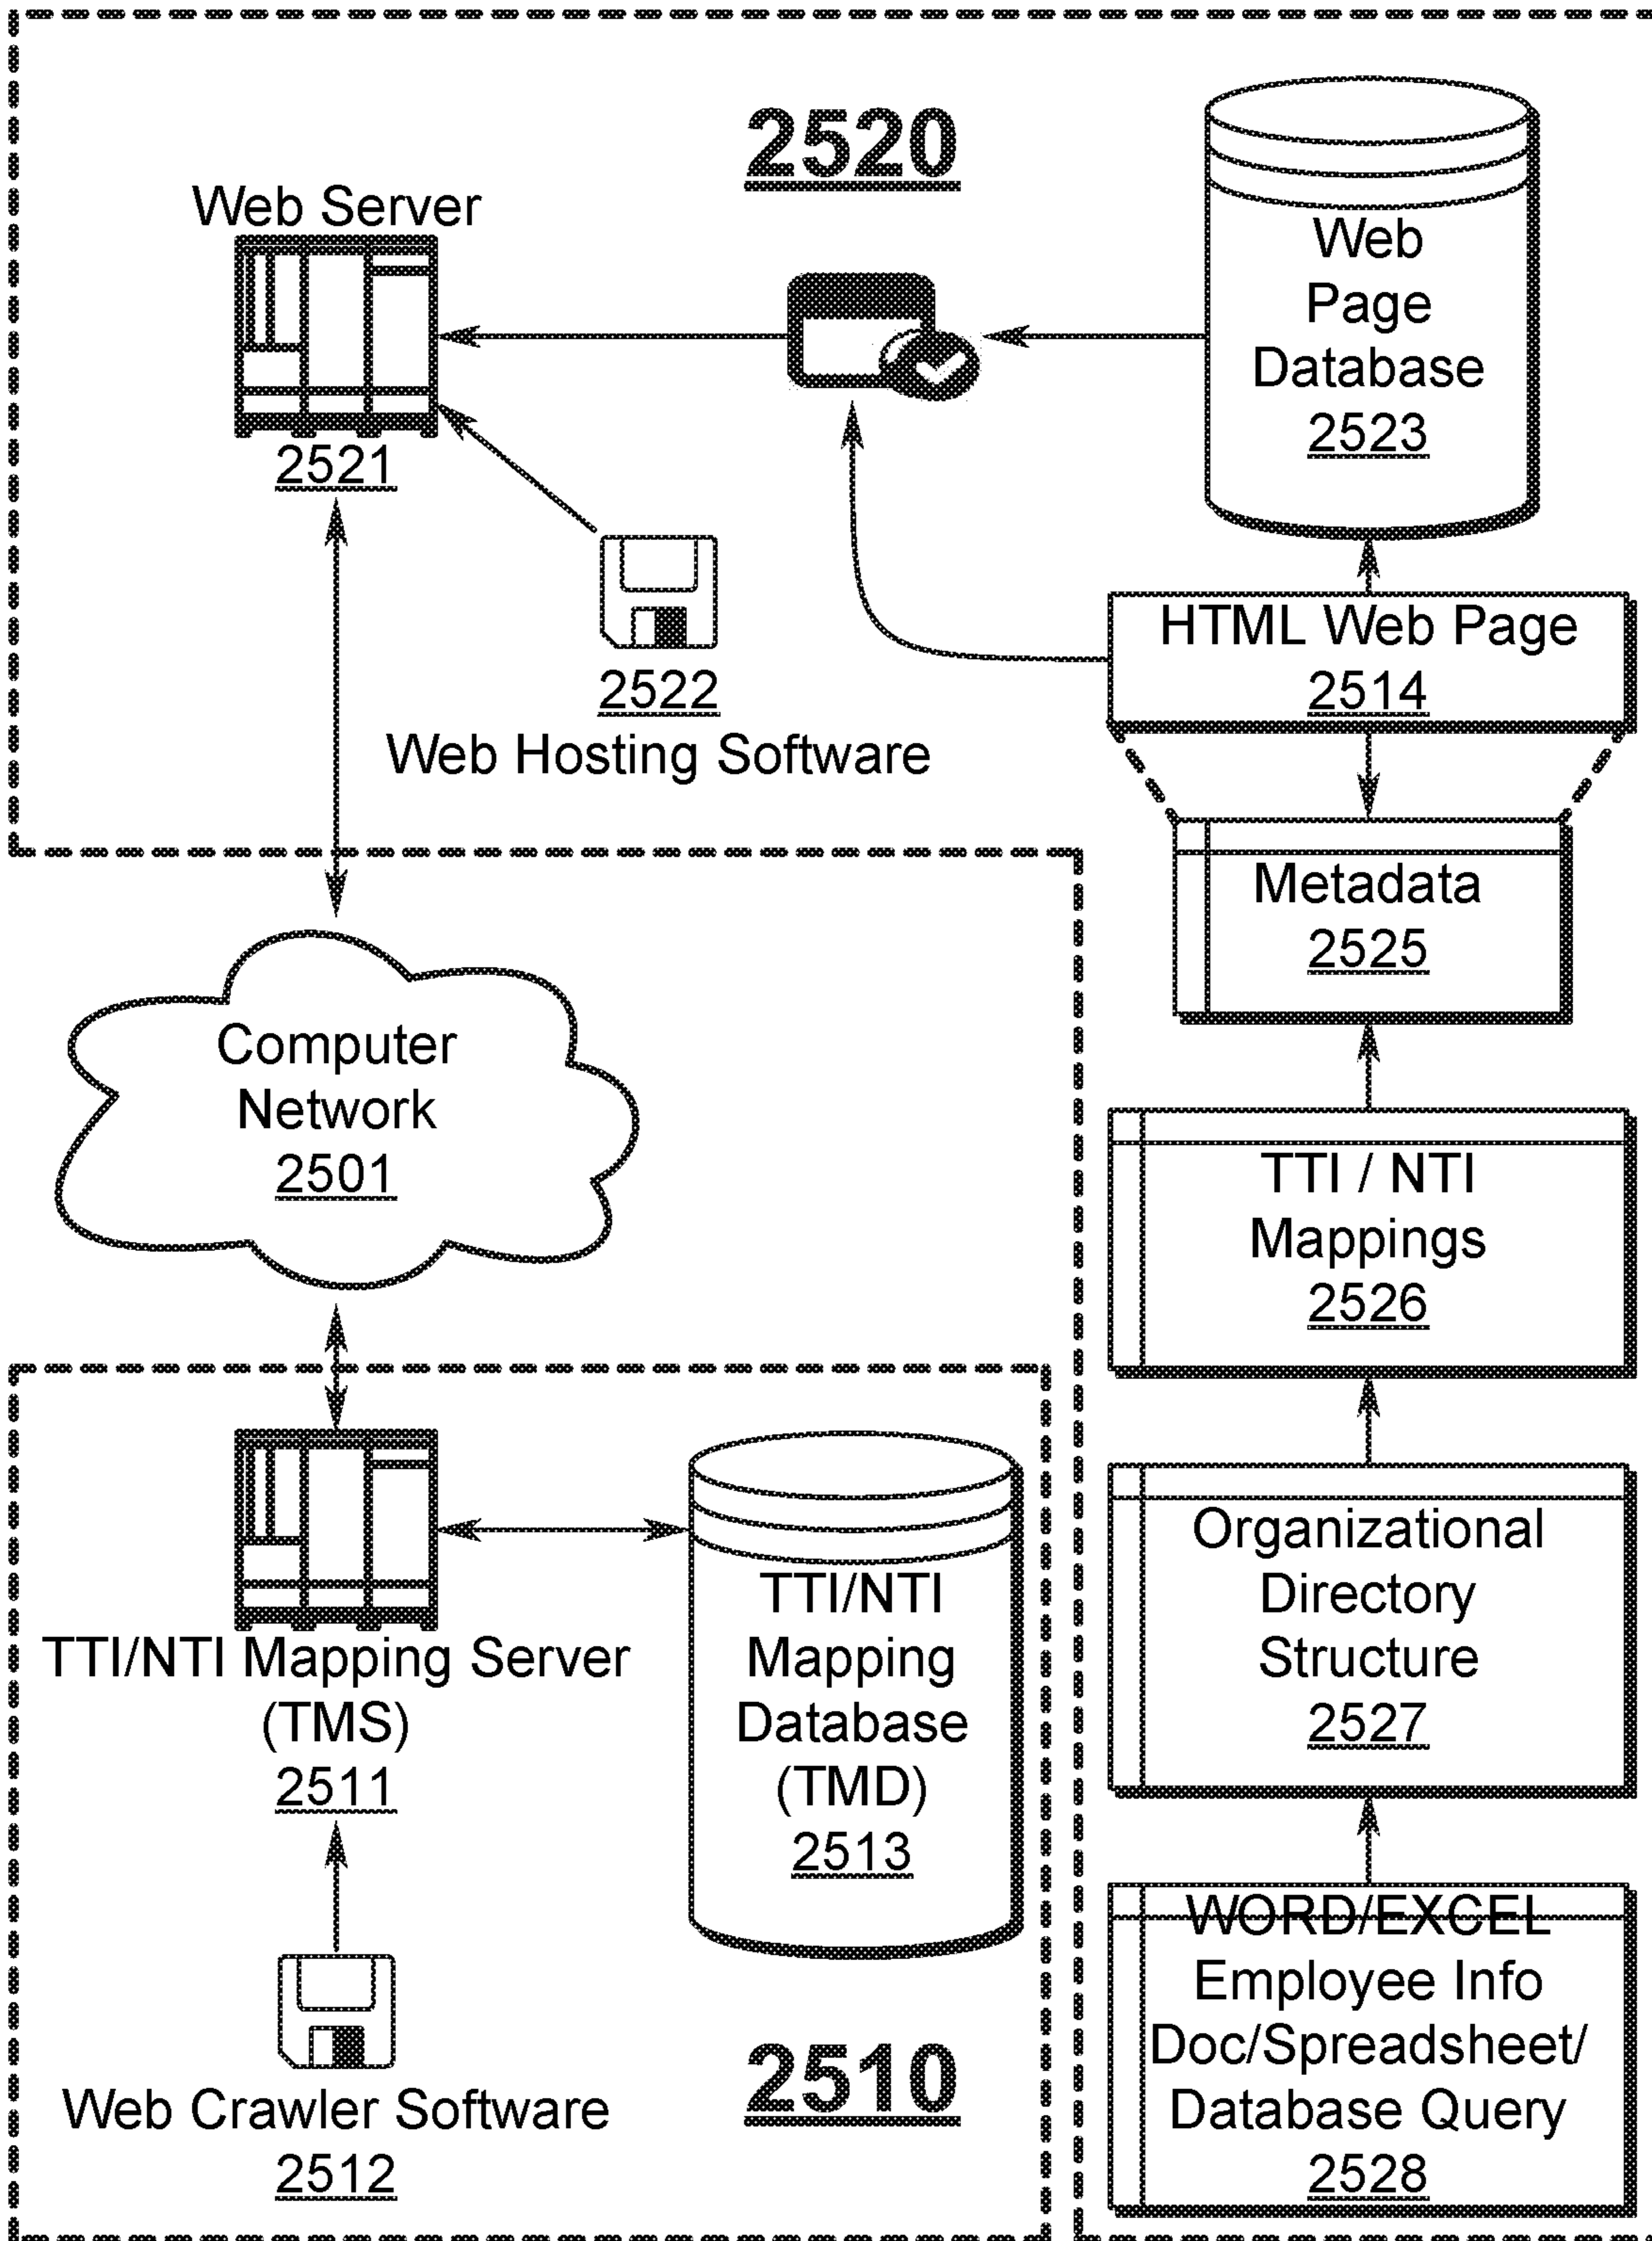 2520
Web Server
2521
Web
Page
Database
2523
2522
Web Hosting Software
HTML Web Page
2514
Metadata
2525
Computer
Network
2501
TTI / NTI
Mappings
2526
TTI/NTI Mapping Server
(TMS)
2511
TTI/NTI
Mapping
Database
(TMD)
2513
Organizational
Directory
Structure
2527
Web Crawler Software
2512
2510
WORD/EXCEL
Employee Info
Doc/Spreadsheet/
Database Query
2528